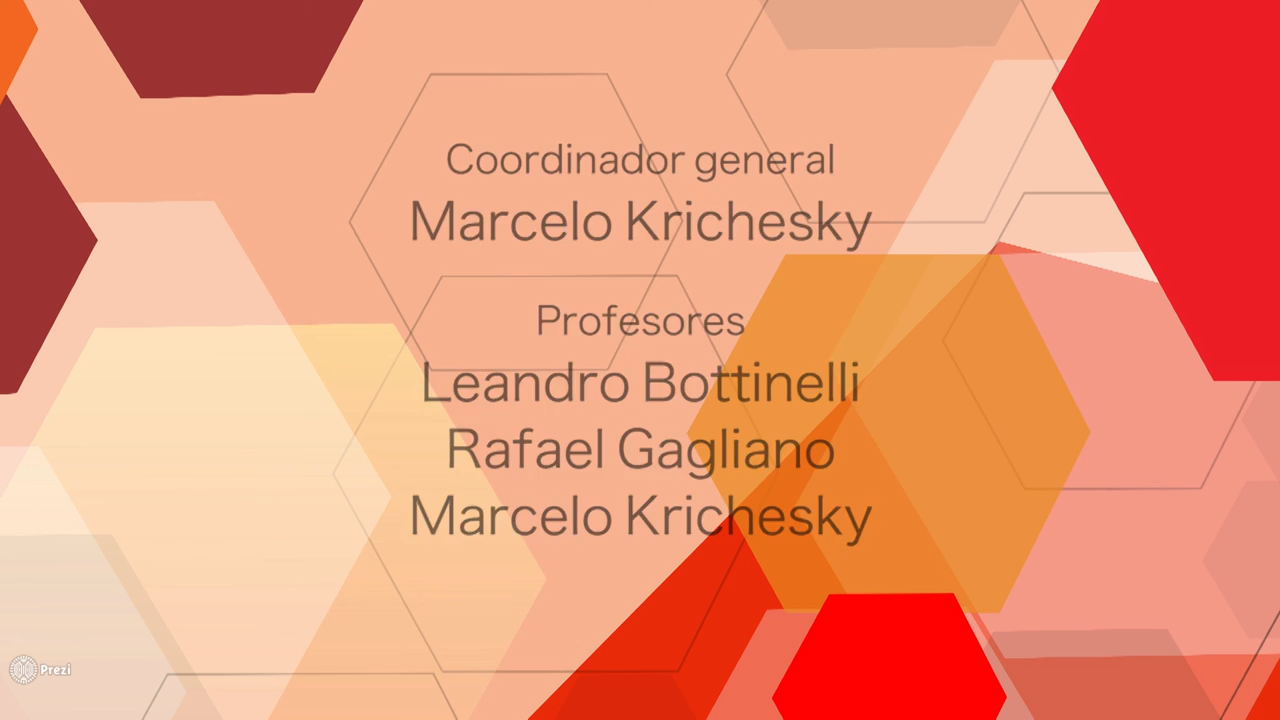 Coordinador general
Marcelo Krichesky
Profesores
Leandro Bottinelli
Rafael Gagliano
Marcelo Krichesky
Prezi